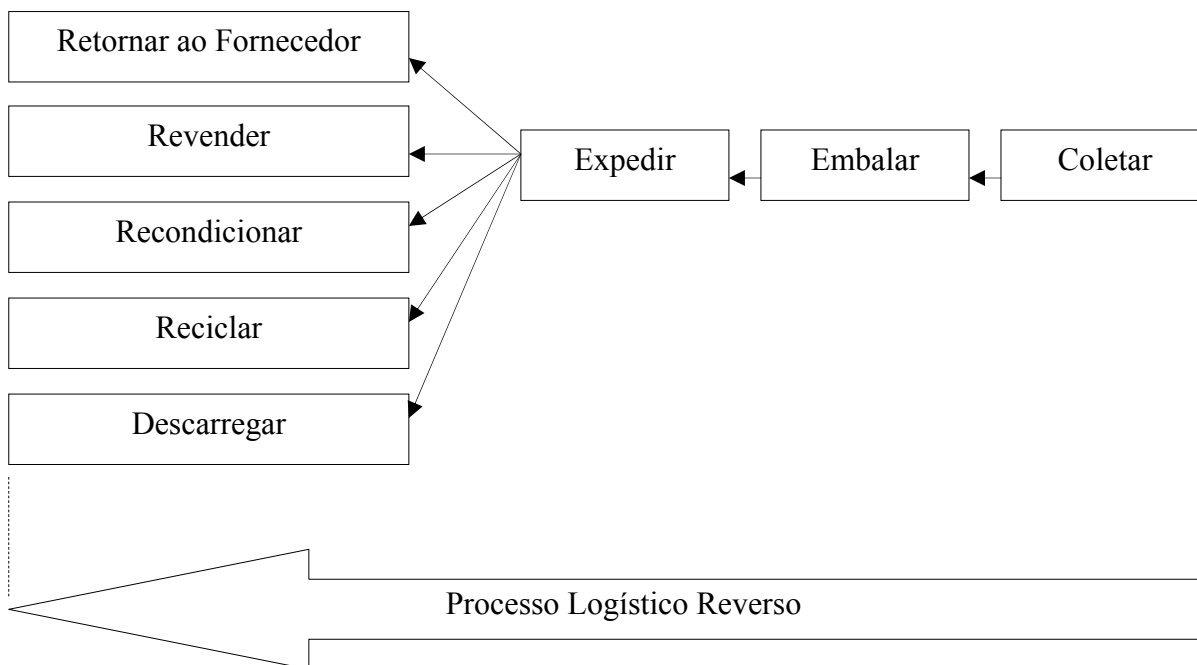 Retornar ao Fornecedor
Revender
Expedir
Embalar
Coletar
Recondicionar
Reciclar
Descarregar
Processo Logístico Reverso